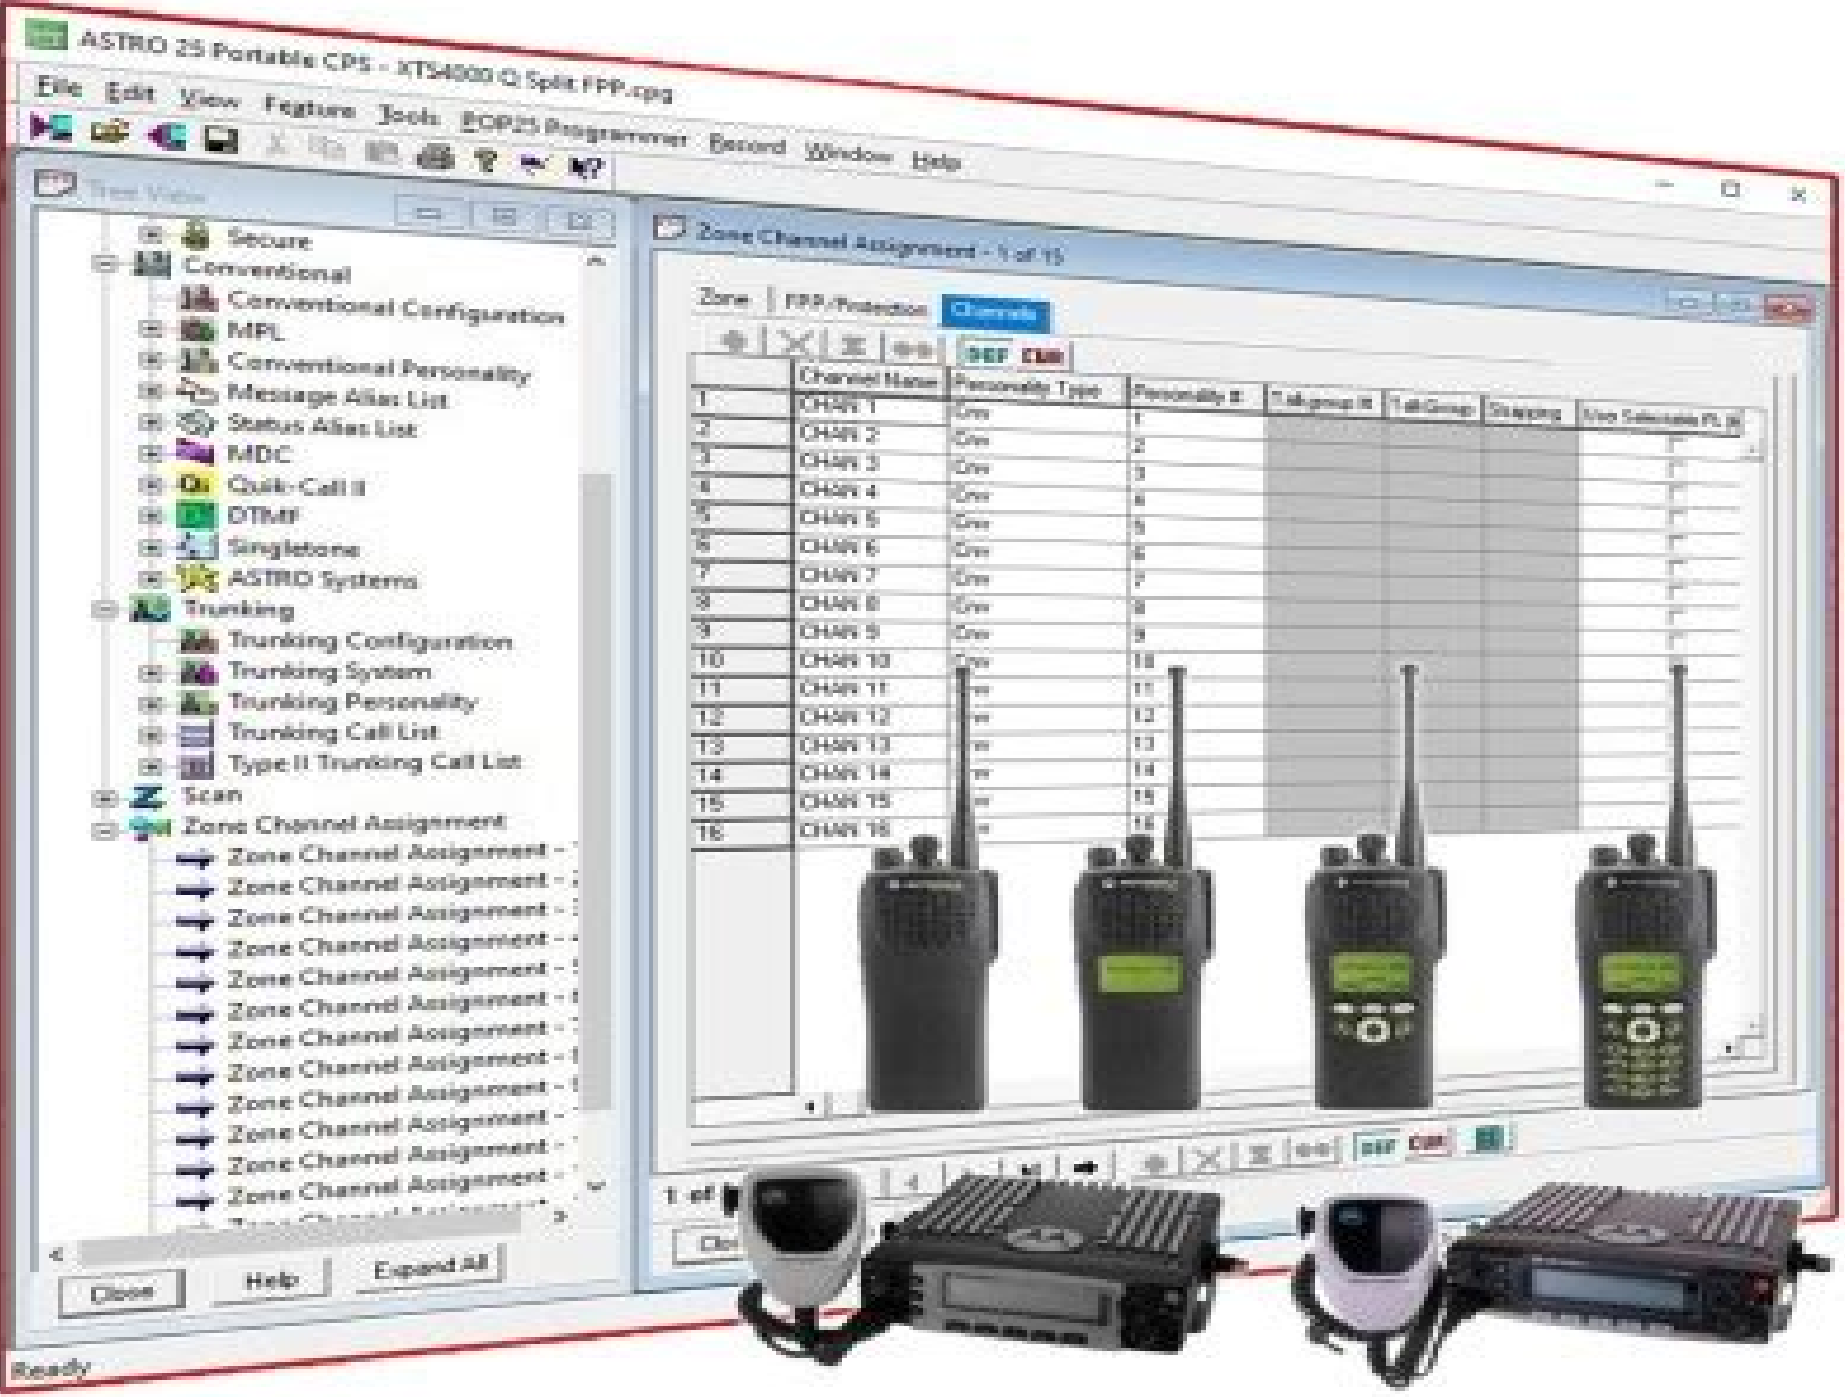 ASTRO 25 Portable CPS - XTS4000 Q Split FPP.cpg
File Edit View Feature Tools POP25 Programmer Record Window Help
Tree View
Secure
Conventional
Conventional Configuration
MPL
Conventional Personality
Message Alias List
Status Alias List
MDC
Quik-Call II
DTMF
Singletone
ASTRO Systems
Trunking
Trunking Configuration
Trunking System
Trunking Personality
Trunking Call List
Type II Trunking Call List
Scan
Zone Channel Assignment
Zone Channel Assignment -
Zone Channel Assignment -
Zone Channel Assignment -
Zone Channel Assignment -
Zone Channel Assignment -
Zone Channel Assignment -
Zone Channel Assignment -
Zone Channel Assignment -
Zone Channel Assignment -
Zone Channel Assignment -
Zone Channel Assignment -
Zone Channel Assignment -
Zone Channel Assignment
Close Help Expand All
Ready
Zone Channel Assignment - 1 of 15
Zone FPP/Protection Channels
DEF CUR
Channel Name Personality Type Personality # Talkgroup # TalkGroup Strapping User Selectable PL
1 CHAN 1 Cnv 1
2 CHAN 2 Cnv 2
3 CHAN 3 Cnv 3
4 CHAN 4 Cnv 4
5 CHAN 5 Cnv 5
6 CHAN 6 Cnv 6
7 CHAN 7 Cnv 7
8 CHAN 8 Cnv 8
9 CHAN 9 Cnv 9
10 CHAN 10 Cnv 10
11 CHAN 11 11
12 CHAN 12 12
13 CHAN 13 13
14 CHAN 14 14
15 CHAN 15 15
16 CHAN 16 16
DEF CUR
1 of
Clo